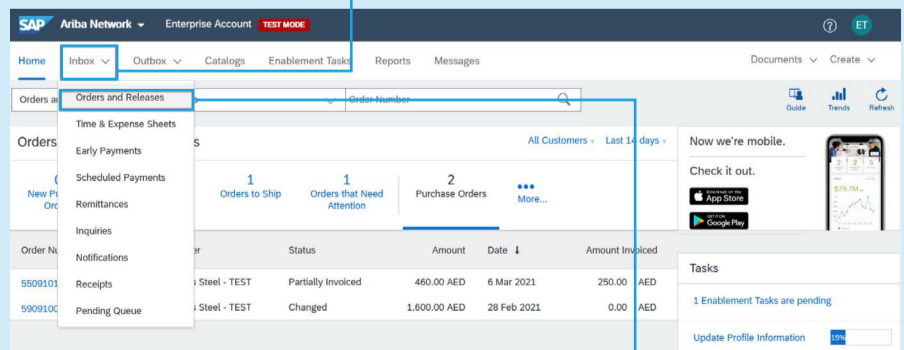 SAP Ariba Network Enterprise Account TEST MODE ? ET
Home Inbox Outbox Catalogs Enablement Tasks Reports Messages Documents Create
Orders and Releases
Orders Order Number Guide Trends Refresh
Time & Expense Sheets
Orders All Customers Last 14 days Now we're mobile.
Early Payments
Check it out.
Scheduled Payments 1 1 2
Orders to Ship Orders that Need Attention Purchase Orders More...
Download on the App Store
Remittances
GET IT ON Google Play
$79.7M...
Inquiries
Notifications
Order Status Amount Date Amount Invoiced
Tasks
550910 Receipts Steel - TEST Partially Invoiced 460.00 AED 6 Mar 2021 250.00 AED
1 Enablement Tasks are pending
590910 Pending Queue Steel - TEST Changed 1,600.00 AED 28 Feb 2021 0.00 AED
Update Profile Information 15%